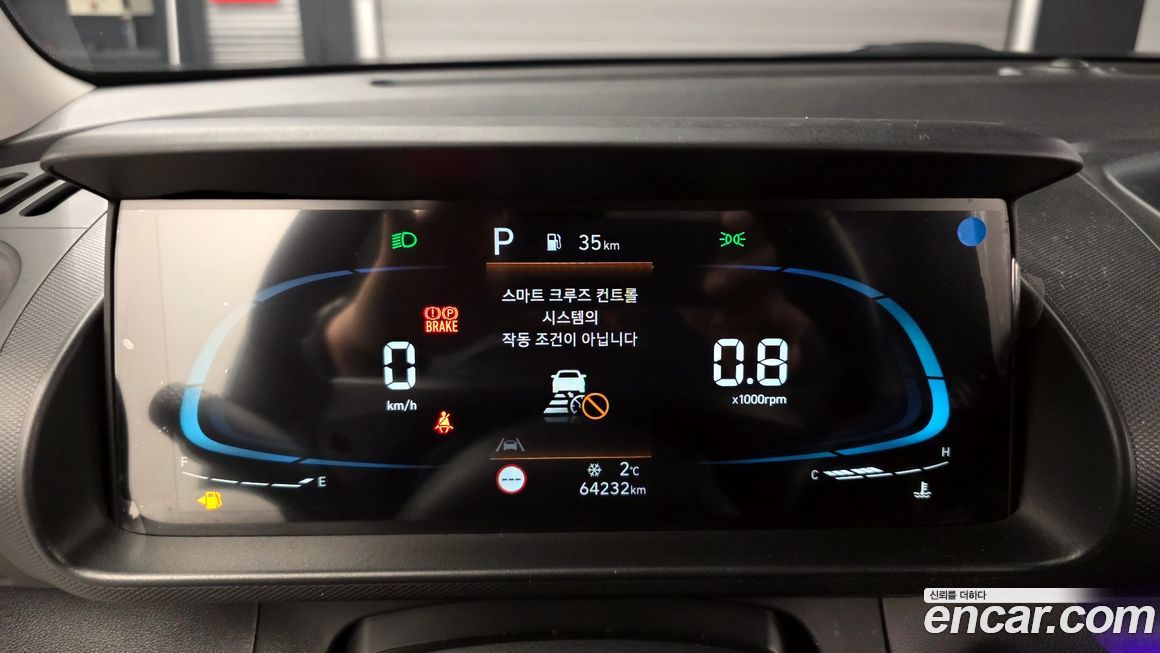 P 35km
스마트 크루즈 컨트롤
시스템의
작동 조건이 아닙니다
P
BRAKE
0
km/h
0.8
x1000rpm
F
E
C
H
---
2℃
64232km
신뢰를 더하다
encar.com